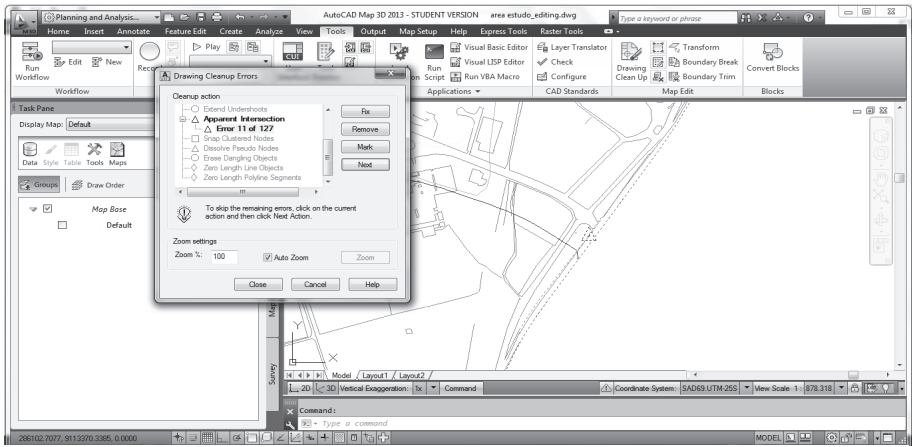 Planning and Analysis...
AutoCAD Map 3D 2013 - STUDENT VERSION area estudo_editing.dwg
Type a keyword or phrase
M3D Home Insert Annotate Feature Edit Create Analyze View Tools Output Map Setup Help Express Tools Raster Tools
Run Workflow
Edit
New
Play
CUI
Run Script
Visual Basic Editor
Visual LISP Editor
Run VBA Macro
Layer Translator
Check
Configure
Drawing Clean Up
Transform
Boundary Break
Boundary Trim
Convert Blocks
Workflow
Applications
CAD Standards
Map Edit
Blocks
Task Pane
Display Map: Default
Data Style Table Tools Maps
Groups
Draw Order
Map Base
Default
Drawing Cleanup Errors
Cleanup action
Extend Undershoots
Apparent Intersection
Error 11 of 127
Snap Clustered Nodes
Dissolve Pseudo Nodes
Erase Dangling Objects
Zero Length Line Objects
Zero Length Polyline Segments
Fix
Remove
Mark
Next
To skip the remaining errors, click on the current
action and then click Next Action.
Zoom settings
Zoom %: 100
Auto Zoom
Zoom
Close
Cancel
Help
Survey
Y
X
Model Layout1 Layout2
2D 3D Vertical Exaggeration: 1x Command
Coordinate System: SAD69.UTM-25S View Scale 1: 878.318
Command:
Type a command
286102.7077, 9113370.3385, 0.0000
MODEL